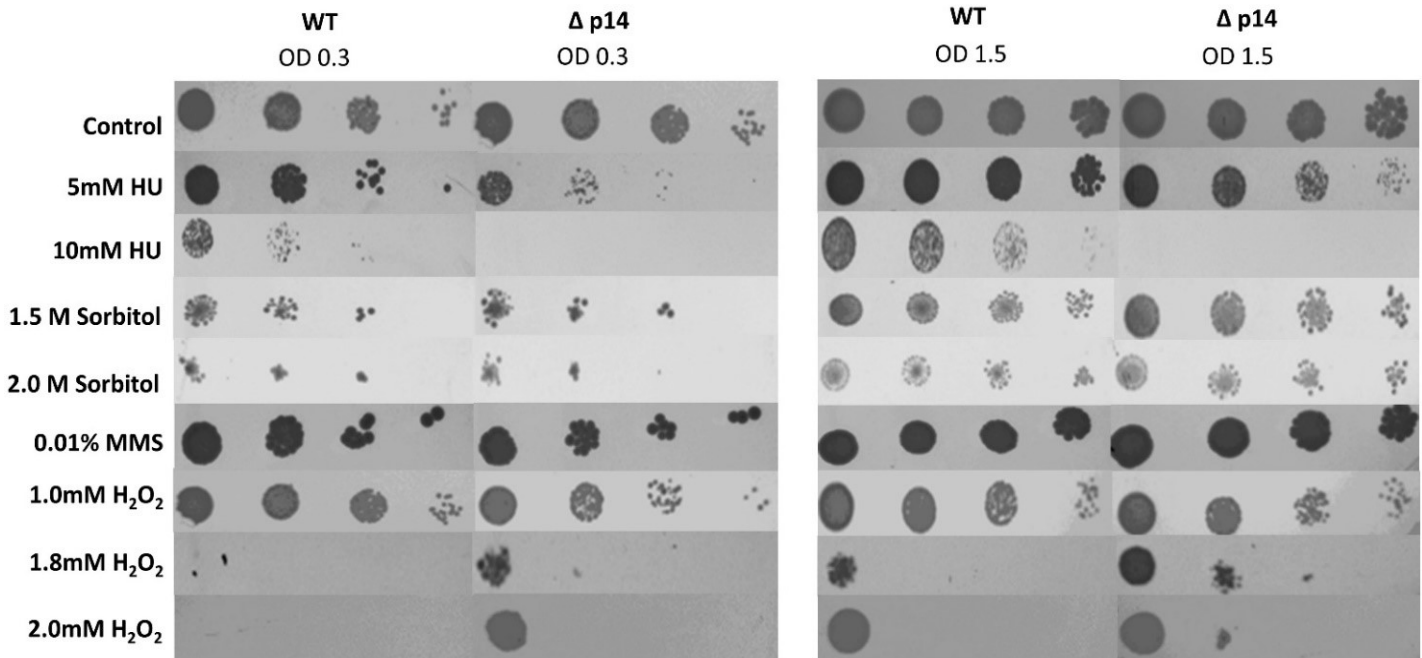 WT Δ p14 WT Δ p14
OD 0.3 OD 0.3 OD 1.5 OD 1.5
Control
5mM HU
10mM HU
1.5 M Sorbitol
2.0 M Sorbitol
0.01% MMS
1.0mM H₂O₂
1.8mM H₂O₂
2.0mM H₂O₂